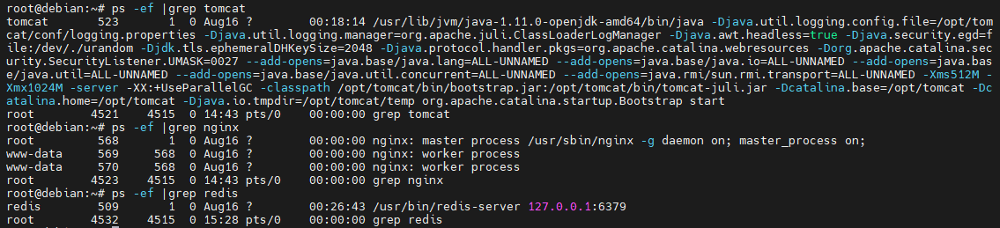 root@debian:~# ps -ef |grep tomcat
tomcat     523       1  0 Aug16 ?        00:18:14 /usr/lib/jvm/java-1.11.0-openjdk-amd64/bin/java -Djava.util.logging.config.file=/opt/tom
cat/conf/logging.properties -Djava.util.logging.manager=org.apache.juli.ClassLoaderLogManager -Djava.awt.headless=true -Djava.security.egd=f
ile:/dev/./urandom -Djdk.tls.ephemeralDHKeySize=2048 -Djava.protocol.handler.pkgs=org.apache.catalina.webresources -Dorg.apache.catalina.sec
urity.SecurityListener.UMASK=0027 --add-opens=java.base/java.lang=ALL-UNNAMED --add-opens=java.base/java.io=ALL-UNNAMED --add-opens=java.bas
e/java.util=ALL-UNNAMED --add-opens=java.base/java.util.concurrent=ALL-UNNAMED --add-opens=java.rmi/sun.rmi.transport=ALL-UNNAMED -Xms512M -
Xmx1024M -server -XX:+UseParallelGC -classpath /opt/tomcat/bin/bootstrap.jar:/opt/tomcat/bin/tomcat-juli.jar -Dcatalina.base=/opt/tomcat -Dc
atalina.home=/opt/tomcat -Djava.io.tmpdir=/opt/tomcat/temp org.apache.catalina.startup.Bootstrap start
root      4521    4515  0 14:43 pts/0    00:00:00 grep tomcat
root@debian:~# ps -ef |grep nginx
root       568       1  0 Aug16 ?        00:00:00 nginx: master process /usr/sbin/nginx -g daemon on; master_process on;
www-data   569     568  0 Aug16 ?        00:00:00 nginx: worker process
www-data   570     568  0 Aug16 ?        00:00:00 nginx: worker process
root      4523    4515  0 14:43 pts/0    00:00:00 grep nginx
root@debian:~# ps -ef |grep redis
redis      509       1  0 Aug16 ?        00:26:43 /usr/bin/redis-server 127.0.0.1:6379
root      4532    4515  0 15:28 pts/0    00:00:00 grep redis